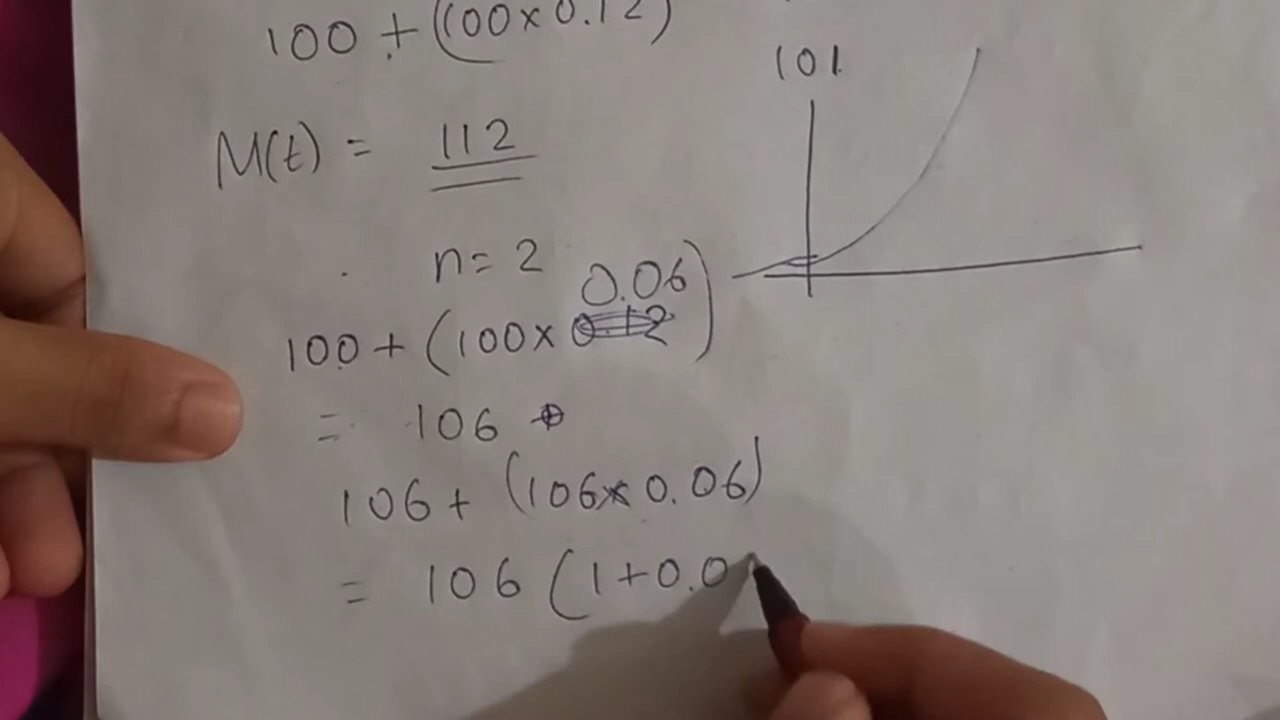 100 + (100 × 0.12)
101.
M(t) = 112
n = 2
0.06
100 + (100 × 0.12)
= 106
106 + (106 × 0.06)
= 106 (1 + 0.0